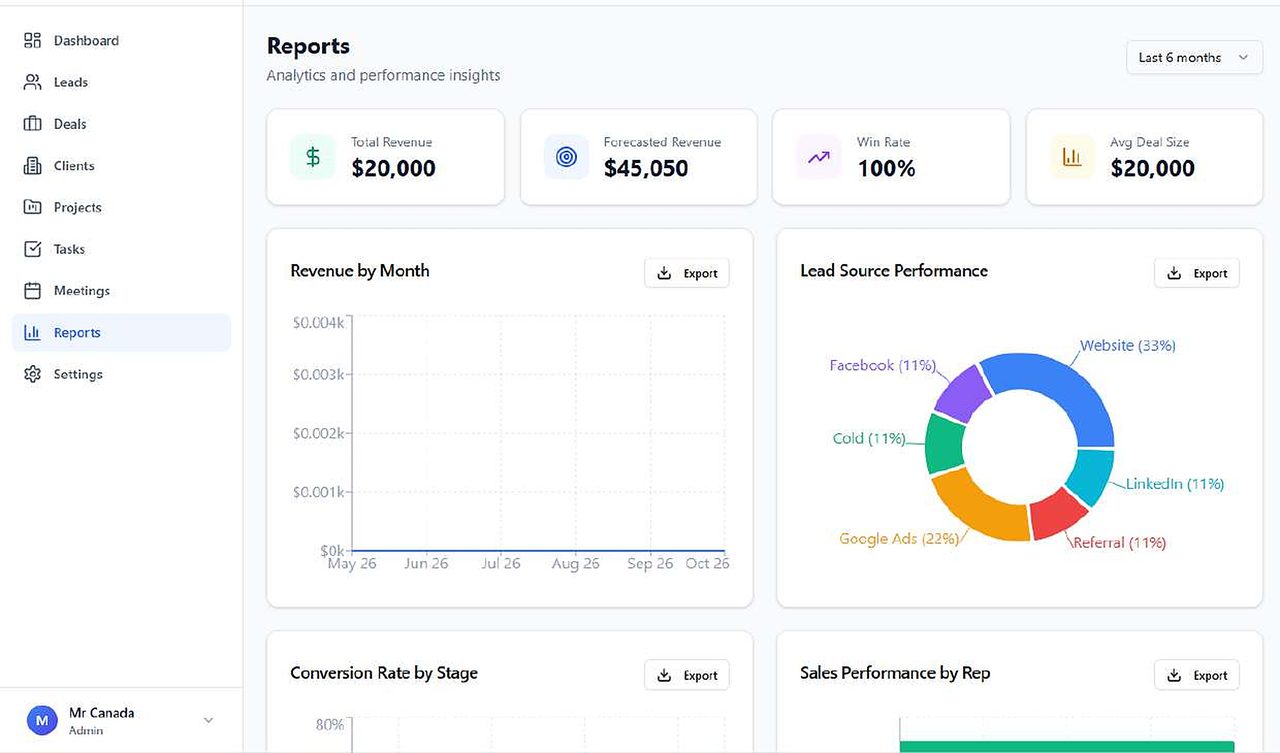 Dashboard
Leads
Deals
Clients
Projects
Tasks
Meetings
Reports
Settings
M
Mr Canada
Admin
Reports
Analytics and performance insights
Last 6 months
Total Revenue
$20,000
Forecasted Revenue
$45,050
Win Rate
100%
Avg Deal Size
$20,000
Revenue by Month
Export
$0.004k
$0.003k
$0.002k
$0.001k
$0k
May 26 Jun 26 Jul 26 Aug 26 Sep 26 Oct 26
Lead Source Performance
Export
Website (33%)
Facebook (11%)
Cold (11%)
LinkedIn (11%)
Google Ads (22%)
Referral (11%)
Conversion Rate by Stage
Export
80%
Sales Performance by Rep
Export